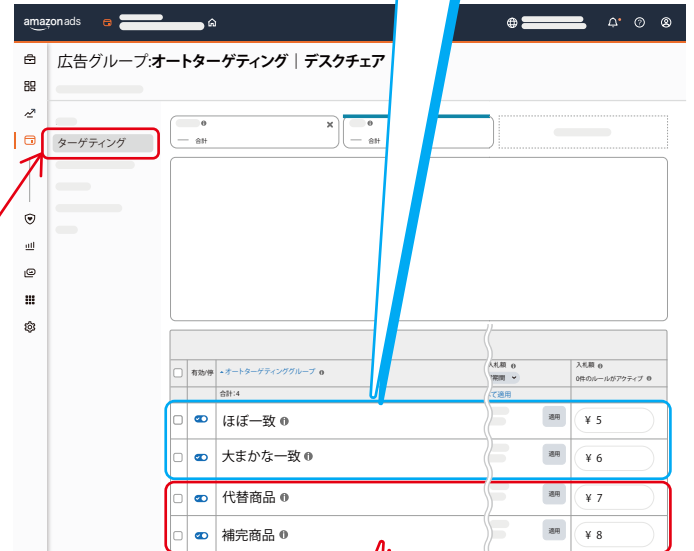 amazon ads
広告グループ:オートターゲティング｜デスクチェア
ターゲティング
合計
合計
有効/停
オートターゲティンググループ
入札額
期間
入札額
0件のルールがアクティブ
合計:4
て適用
ほぼ一致
適用
¥ 5
大まかな一致
適用
¥ 6
代替商品
適用
¥ 7
補完商品
適用
¥ 8